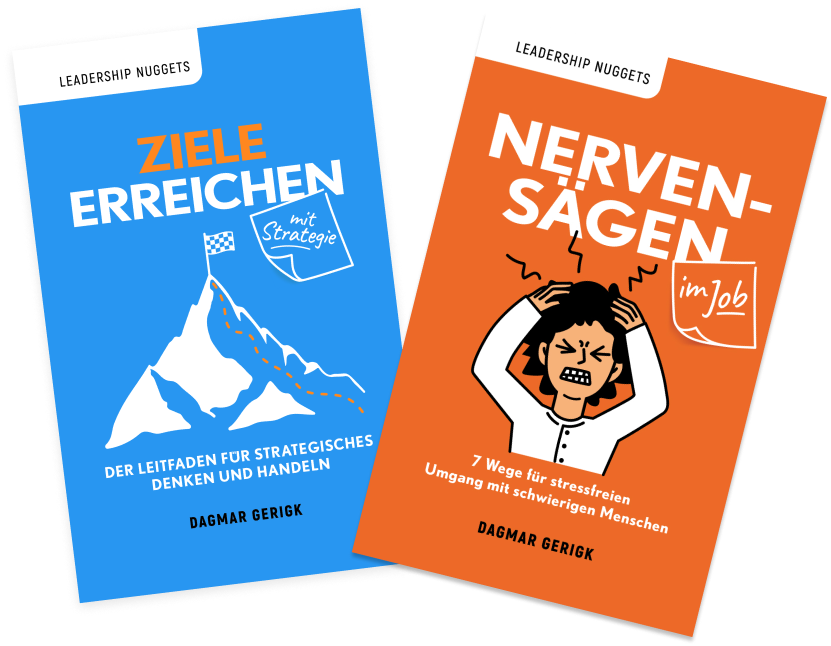 LEADERSHIP NUGGETS
ZIELE
ERREICHEN
mit
Strategie
DER LEITFADEN FÜR STRATEGISCHES
DENKEN UND HANDELN
DAGMAR GERIGK
LEADERSHIP NUGGETS
NERVEN-
SÄGEN
im Job
7 Wege für stressfreien
Umgang mit schwierigen Menschen
DAGMAR GERIGK